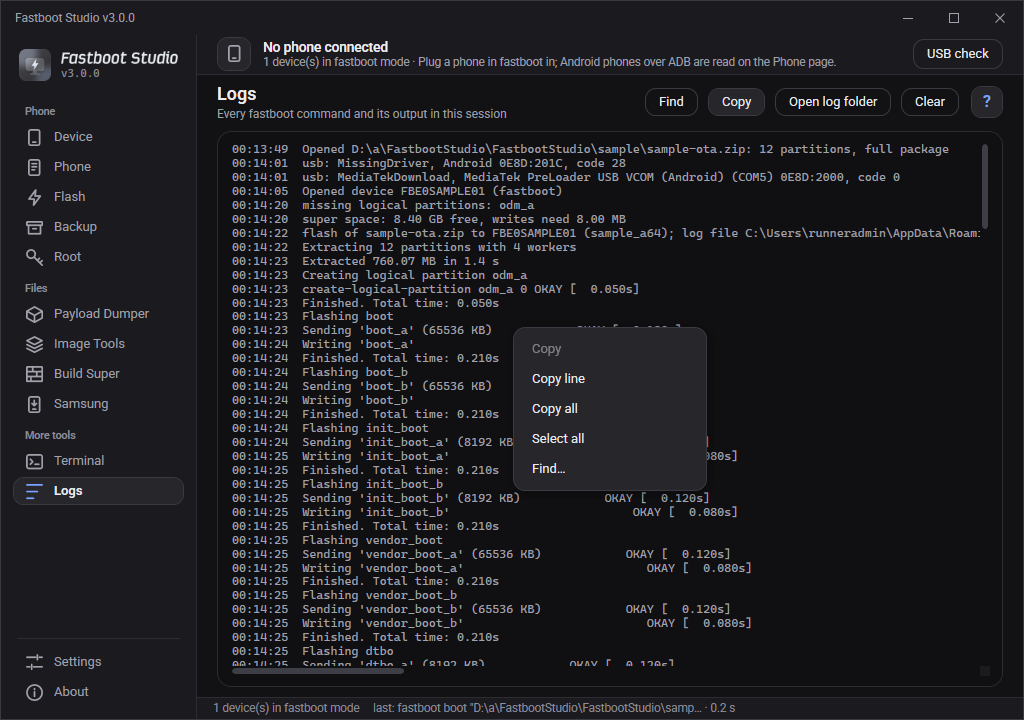 Fastboot Studio v3.0.0
Fastboot Studio
v3.0.0
No phone connected
1 device(s) in fastboot mode · Plug a phone in fastboot in; Android phones over ADB are read on the Phone page.
USB check
Phone
Device
Phone
Flash
Backup
Root
Files
Payload Dumper
Image Tools
Build Super
Samsung
More tools
Terminal
Logs
Settings
About
Logs
Every fastboot command and its output in this session
Find
Copy
Open log folder
Clear
?
00:13:49 Opened D:\a\FastbootStudio\FastbootStudio\sample\sample-ota.zip: 12 partitions, full package
00:14:01 usb: MissingDriver, Android 0E8D:201C, code 28
00:14:01 usb: MediaTekDownload, MediaTek PreLoader USB VCOM (Android) (COM5) 0E8D:2000, code 0
00:14:05 Opened device FBE0SAMPLE01 (fastboot)
00:14:20 missing logical partitions: odm_a
00:14:20 super space: 8.40 GB free, writes need 8.00 MB
00:14:22 flash of sample-ota.zip to FBE0SAMPLE01 (sample_a64); log file C:\Users\runneradmin\AppData\Roam
00:14:22 Extracting 12 partitions with 4 workers
00:14:23 Extracted 760.07 MB in 1.4 s
00:14:23 Creating logical partition odm_a
00:14:23 create-logical-partition odm_a 0 OKAY [ 0.050s]
00:14:23 Finished. Total time: 0.050s
00:14:23 Flashing boot
00:14:23 Sending 'boot_a' (65536 KB)
00:14:24 Writing 'boot_a'
00:14:24 Finished. Total time: 0.210s
00:14:24 Flashing boot_b
00:14:24 Sending 'boot_b' (65536 KB)
00:14:24 Writing 'boot_b'
00:14:24 Finished. Total time: 0.210s
00:14:24 Flashing init_boot
00:14:24 Sending 'init_boot_a' (8192 KB ]
00:14:25 Writing 'init_boot_a' 080s]
00:14:25 Finished. Total time: 0.210s
00:14:25 Flashing init_boot_b
00:14:25 Sending 'init_boot_b' (8192 KB) OKAY [ 0.120s]
00:14:25 Writing 'init_boot_b' OKAY [ 0.080s]
00:14:25 Finished. Total time: 0.210s
00:14:25 Flashing vendor_boot
00:14:25 Sending 'vendor_boot_a' (65536 KB) OKAY [ 0.120s]
00:14:25 Writing 'vendor_boot_a' OKAY [ 0.080s]
00:14:25 Finished. Total time: 0.210s
00:14:25 Flashing vendor_boot_b
00:14:25 Sending 'vendor_boot_b' (65536 KB) OKAY [ 0.120s]
00:14:25 Writing 'vendor_boot_b' OKAY [ 0.080s]
00:14:25 Finished. Total time: 0.210s
00:14:25 Flashing dtbo
00:14:25 Sending 'dtbo_a' (8192 KB) OKAY [ 0.120s]
Copy
Copy line
Copy all
Select all
Find…
1 device(s) in fastboot mode last: fastboot boot "D:\a\FastbootStudio\FastbootStudio\samp… · 0.2 s